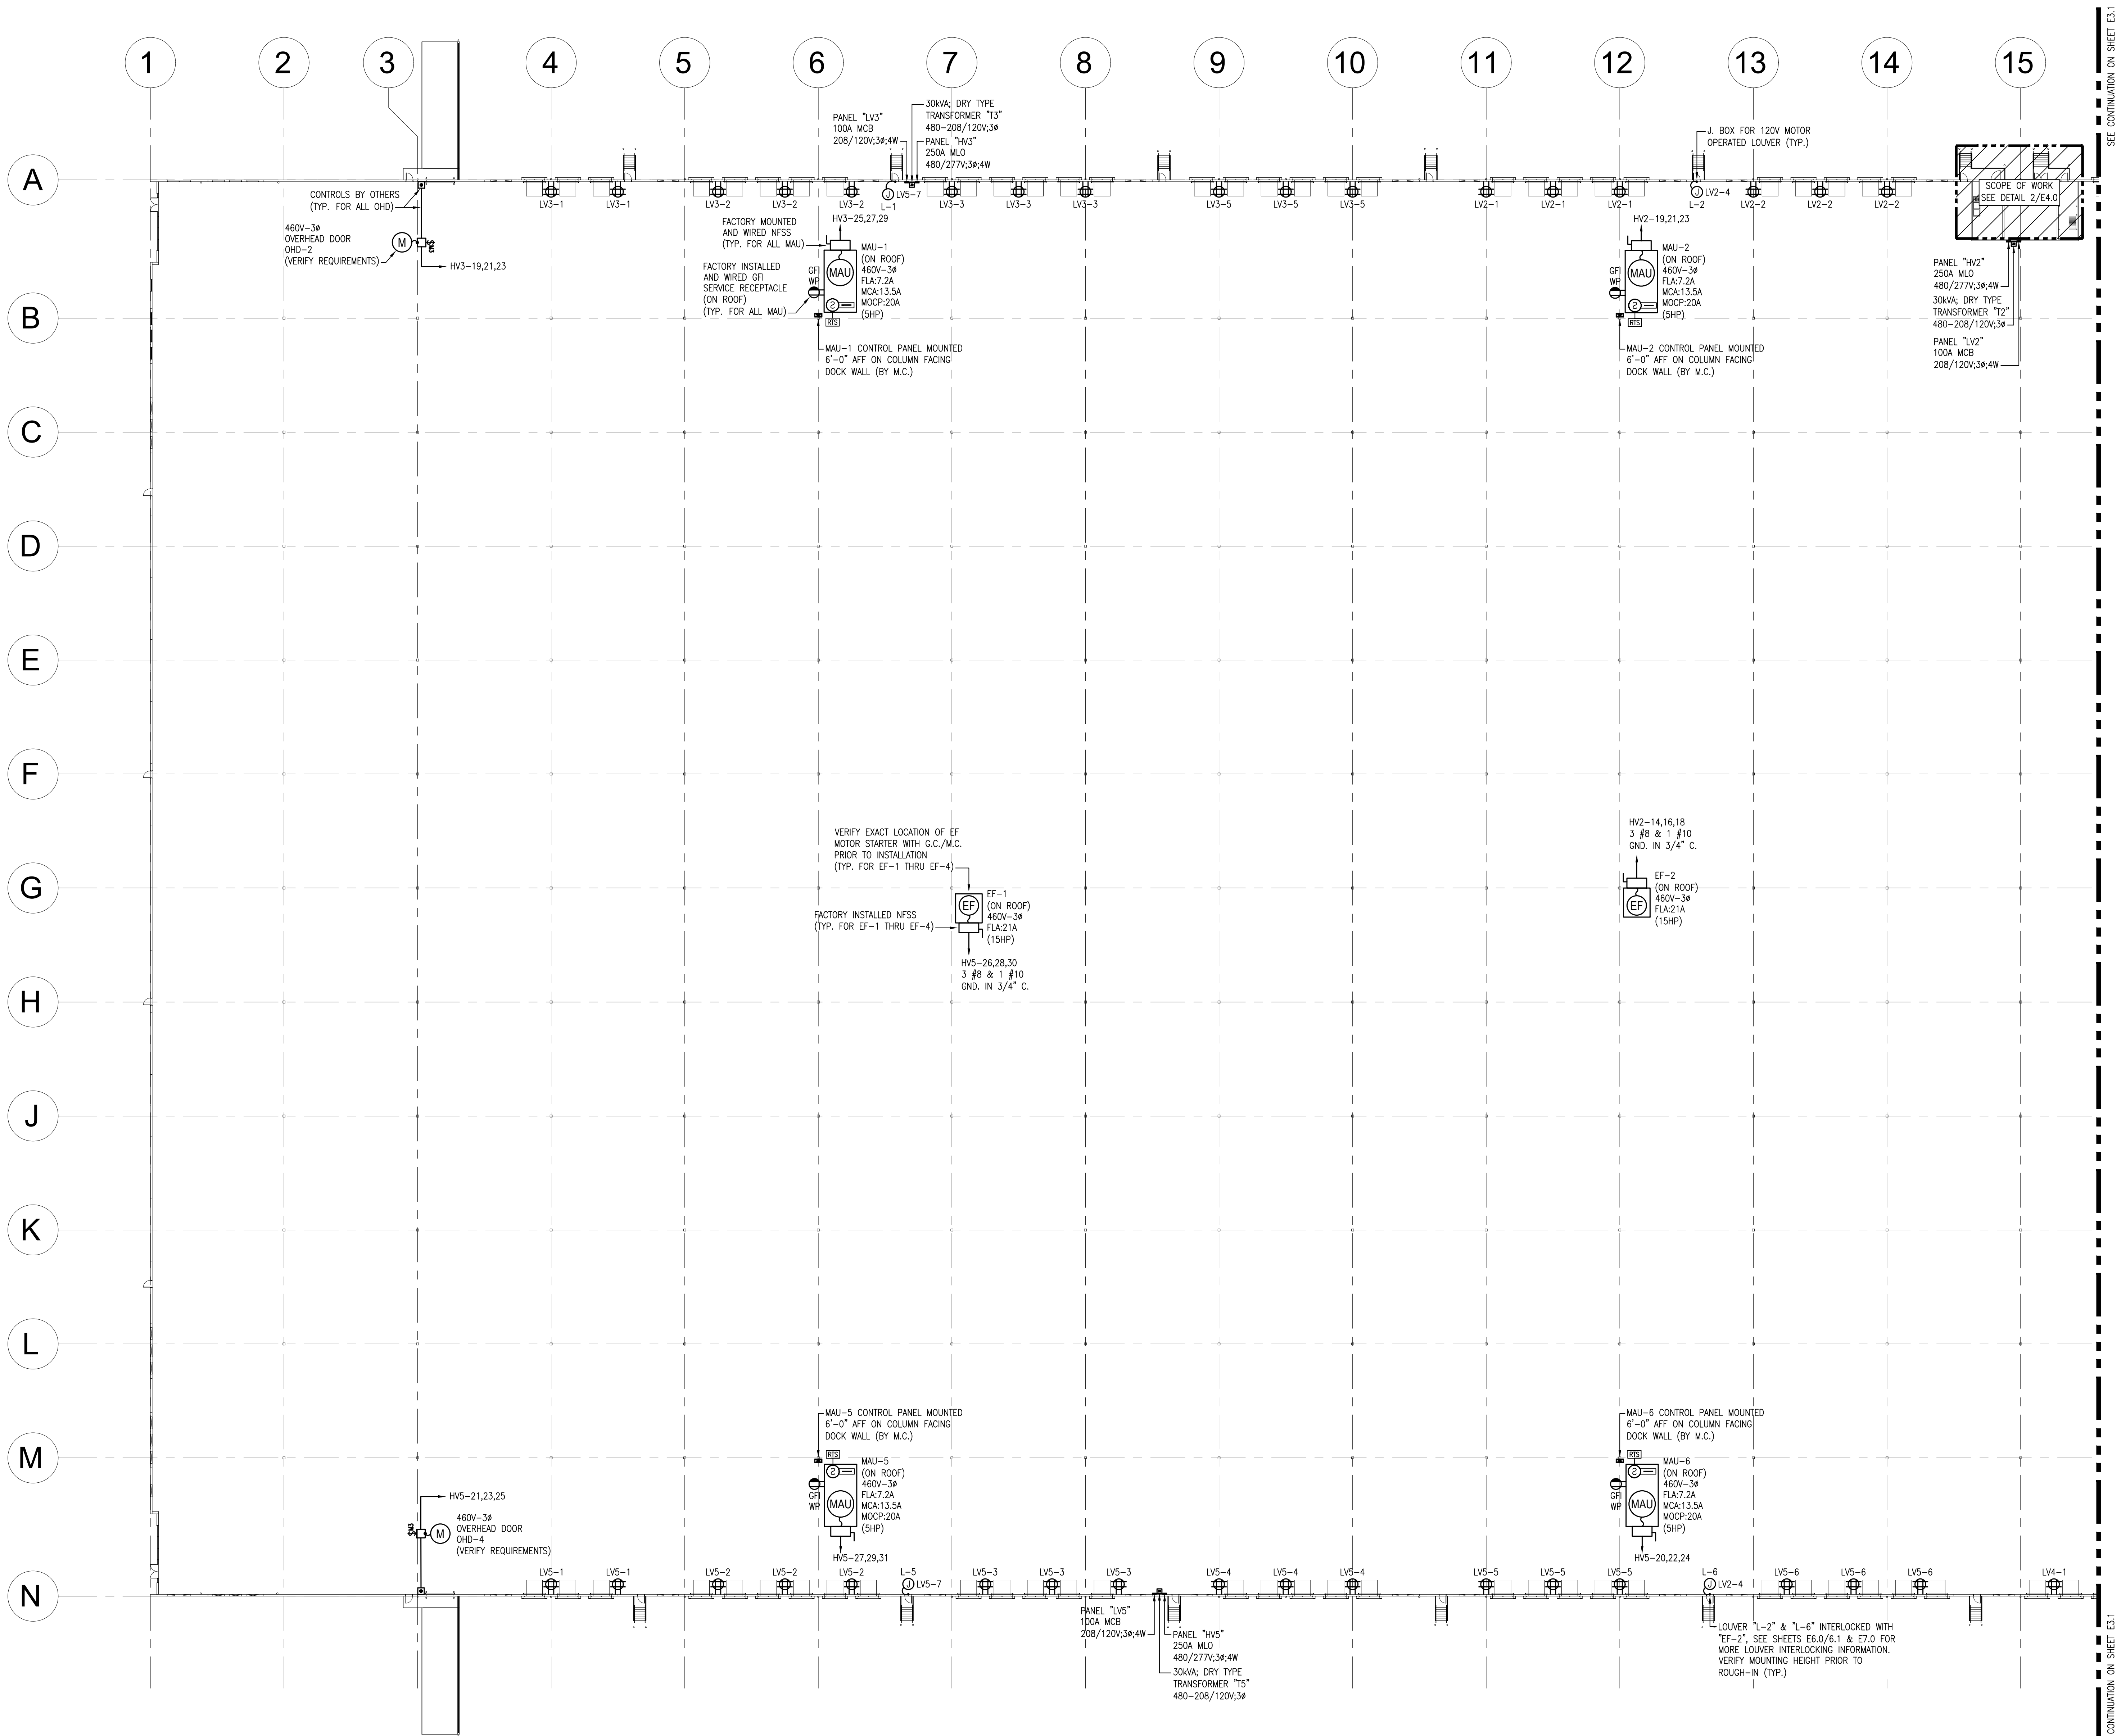 1
2
3
4
5
6
7
8
9
10
11
12
13
14
15
SEE CONTINUATION ON SHEET E3.1
A
B
C
D
E
F
G
H
J
K
L
M
N
PANEL "LV3"
100A MCB
208/120V;3ø;4W
30kVA; DRY TYPE
TRANSFORMER "T3"
480-208/120V;3ø
PANEL "HV3"
250A MLO
480/277V;3ø;4W
J. BOX FOR 120V MOTOR
OPERATED LOUVER (TYP.)
CONTROLS BY OTHERS
(TYP. FOR ALL OHD)
460V-3ø
OVERHEAD DOOR
OHD-2
(VERIFY REQUIREMENTS)
M
HV3-19,21,23
LV3-1
LV3-1
LV3-2
LV3-2
LV3-2
J
LV5-7
L-1
LV3-3
LV3-3
LV3-3
LV3-5
LV3-5
LV3-5
LV2-1
LV2-1
LV2-1
J
LV2-4
L-2
LV2-2
LV2-2
LV2-2
SCOPE OF WORK
SEE DETAIL 2/E4.0
FACTORY MOUNTED
AND WIRED NFSS
(TYP. FOR ALL MAU)
FACTORY INSTALLED
AND WIRED GFI
SERVICE RECEPTACLE
(ON ROOF)
(TYP. FOR ALL MAU)
HV3-25,27,29
GFI
WP
MAU
RTS
MAU-1
(ON ROOF)
460V-3ø
FLA:7.2A
MCA:13.5A
MOCP:20A
(5HP)
MAU-1 CONTROL PANEL MOUNTED
6'-0" AFF ON COLUMN FACING
DOCK WALL (BY M.C.)
HV2-19,21,23
GFI
WP
MAU
RTS
MAU-2
(ON ROOF)
460V-3ø
FLA:7.2A
MCA:13.5A
MOCP:20A
(5HP)
MAU-2 CONTROL PANEL MOUNTED
6'-0" AFF ON COLUMN FACING
DOCK WALL (BY M.C.)
PANEL "HV2"
250A MLO
480/277V;3ø;4W
30kVA; DRY TYPE
TRANSFORMER "T2"
480-208/120V;3ø
PANEL "LV2"
100A MCB
208/120V;3ø;4W
VERIFY EXACT LOCATION OF EF
MOTOR STARTER WITH G.C./M.C.
PRIOR TO INSTALLATION
(TYP. FOR EF-1 THRU EF-4)
FACTORY INSTALLED NFSS
(TYP. FOR EF-1 THRU EF-4)
EF
EF-1
(ON ROOF)
460V-3ø
FLA:21A
(15HP)
HV5-26,28,30
3 #8 & 1 #10
GND. IN 3/4" C.
HV2-14,16,18
3 #8 & 1 #10
GND. IN 3/4" C.
EF
EF-2
(ON ROOF)
460V-3ø
FLA:21A
(15HP)
MAU-5 CONTROL PANEL MOUNTED
6'-0" AFF ON COLUMN FACING
DOCK WALL (BY M.C.)
RTS
GFI
WP
MAU
MAU-5
(ON ROOF)
460V-3ø
FLA:7.2A
MCA:13.5A
MOCP:20A
(5HP)
HV5-27,29,31
MAU-6 CONTROL PANEL MOUNTED
6'-0" AFF ON COLUMN FACING
DOCK WALL (BY M.C.)
RTS
GFI
WP
MAU
MAU-6
(ON ROOF)
460V-3ø
FLA:7.2A
MCA:13.5A
MOCP:20A
(5HP)
HV5-20,22,24
HV5-21,23,25
M
460V-3ø
OVERHEAD DOOR
OHD-4
(VERIFY REQUIREMENTS)
LV5-1
LV5-1
LV5-2
LV5-2
LV5-2
L-5
J
LV5-7
LV5-3
LV5-3
LV5-3
LV5-4
LV5-4
LV5-4
LV5-5
LV5-5
LV5-5
L-6
J
LV2-4
LV5-6
LV5-6
LV5-6
LV4-1
PANEL "LV5"
100A MCB
208/120V;3ø;4W
PANEL "HV5"
250A MLO
480/277V;3ø;4W
30kVA; DRY TYPE
TRANSFORMER "T5"
480-208/120V;3ø
LOUVER "L-2" & "L-6" INTERLOCKED WITH
"EF-2", SEE SHEETS E6.0/6.1 & E7.0 FOR
MORE LOUVER INTERLOCKING INFORMATION.
VERIFY MOUNTING HEIGHT PRIOR TO
ROUGH-IN (TYP.)
CONTINUATION ON SHEET E3.1